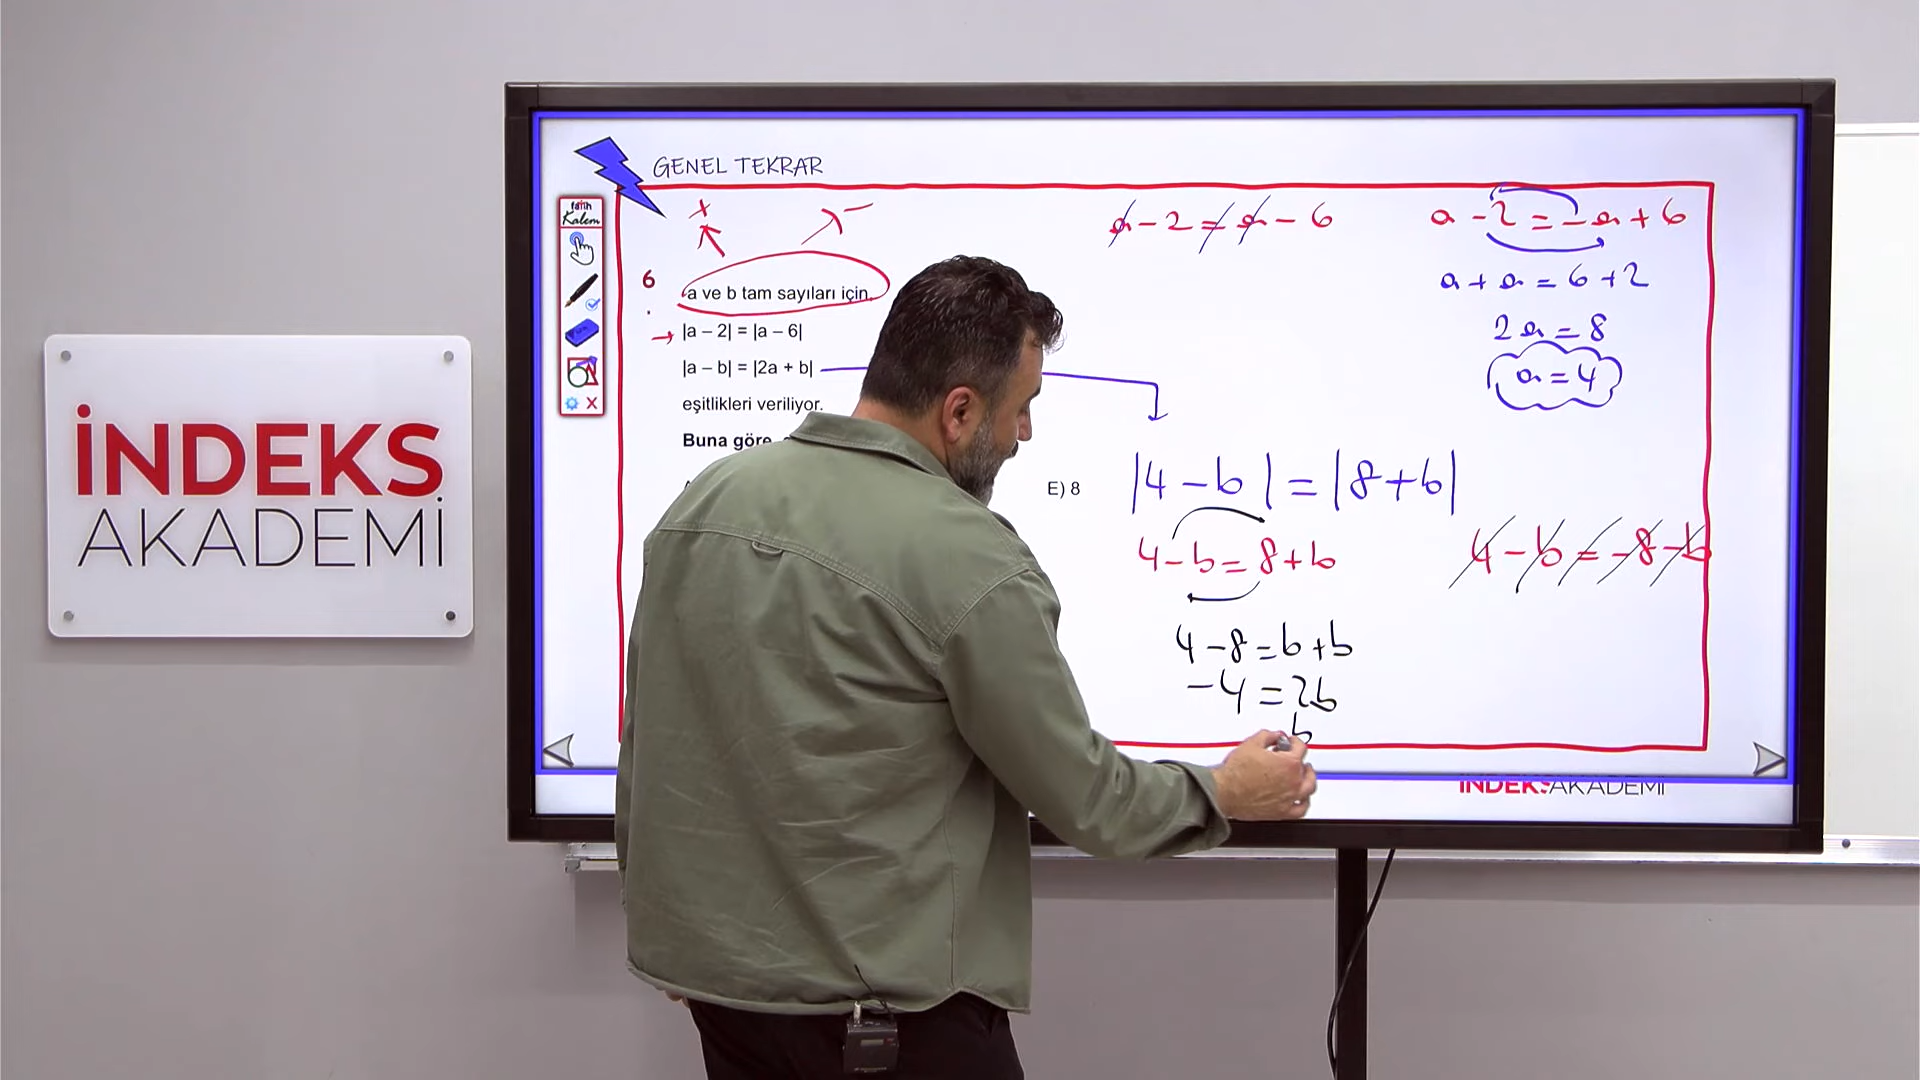 İNDEKS
AKADEMİ
GENEL TEKRAR
fatih
Kalem
+
-
6.
a ve b tam sayıları için,
→ |a – 2| = |a – 6|
|a – b| = |2a + b|
eşitlikleri veriliyor.
Buna göre,
E) 8
a - 2 = a - 6
a - 2 = -a + 6
a + a = 6 + 2
2a = 8
a = 4
|4 - b| = |8 + b|
4 - b = 8 + b
4 - b = -8 - b
4 - 8 = b + b
-4 = 2b
b
İNDEKS AKADEMİ